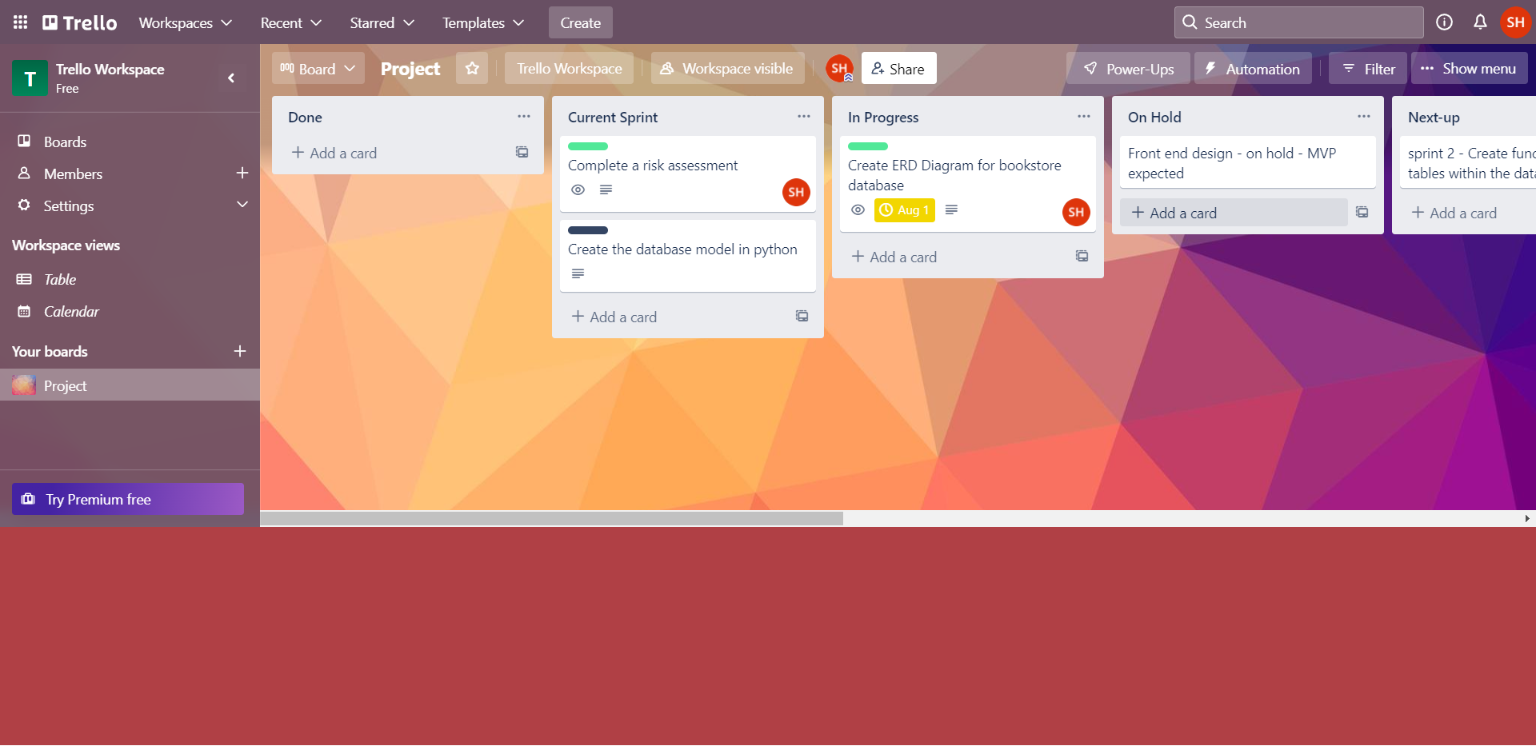 Trello
Workspaces
Recent
Starred
Templates
Create
Search
SH
T
Trello Workspace
Free
Board
Project
Trello Workspace
Workspace visible
SH
Share
Power-Ups
Automation
Filter
Show menu
Boards
Members
Settings
Workspace views
Table
Calendar
Your boards
Project
Try Premium free
Done
Add a card
Current Sprint
Complete a risk assessment
SH
Create the database model in python
Add a card
In Progress
Create ERD Diagram for bookstore
database
Aug 1
SH
Add a card
On Hold
Front end design - on hold - MVP
expected
Add a card
Next-up
sprint 2 - Create
tables within the
Add a card